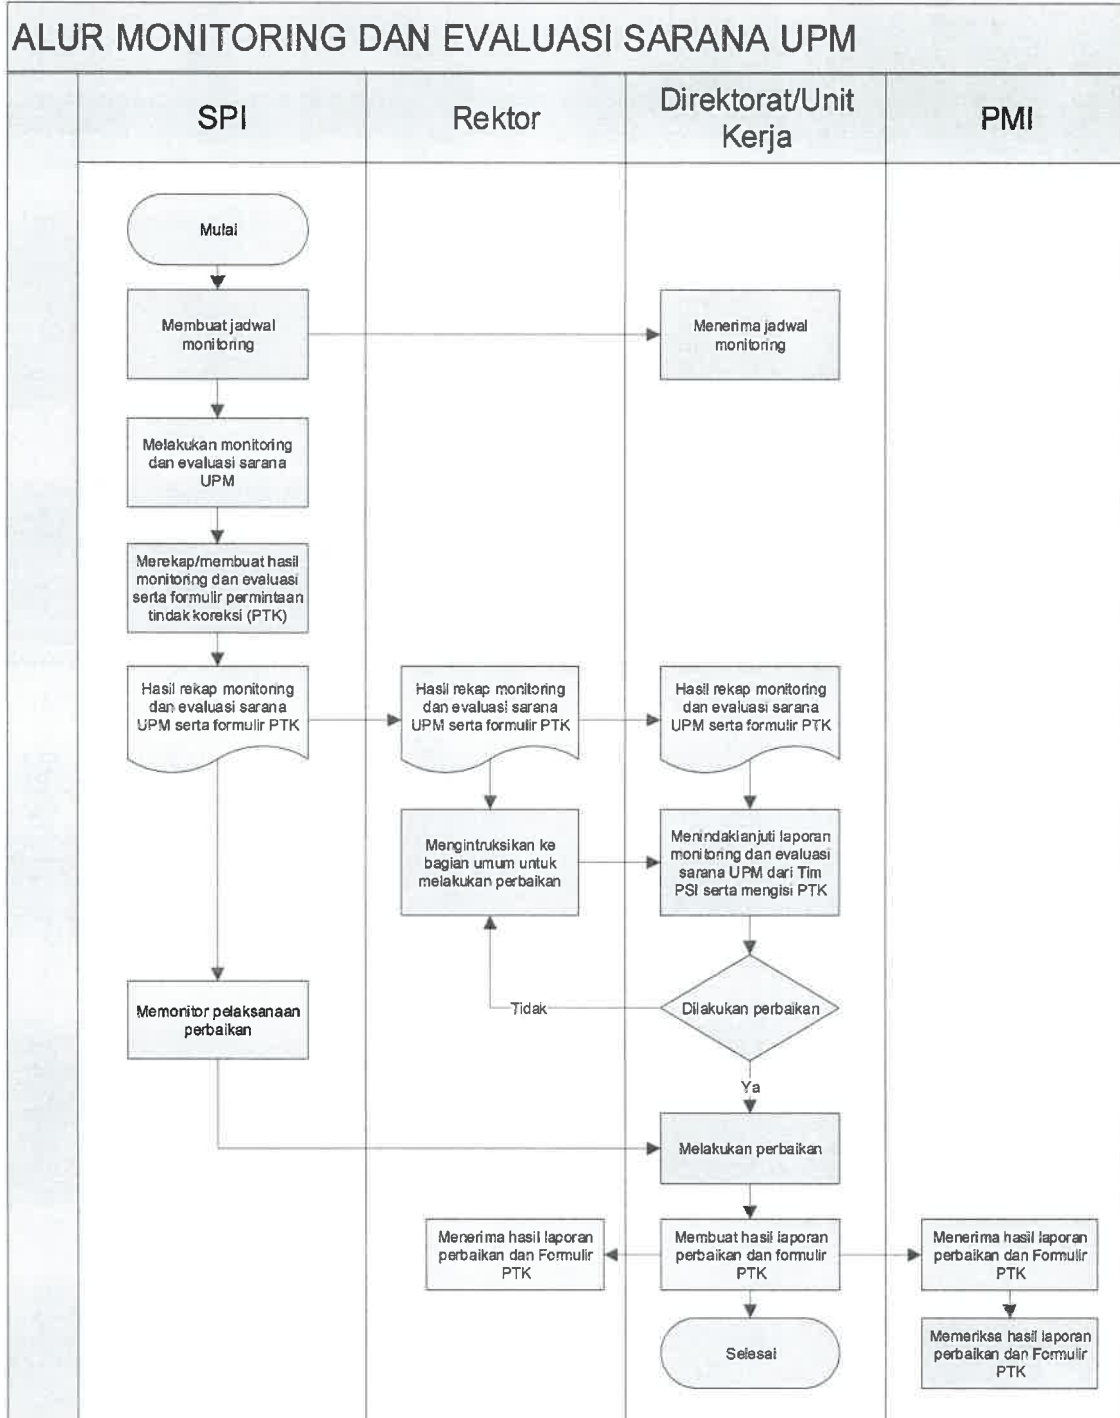 ALUR MONITORING DAN EVALUASI SARANA UPM
SPI
Rektor
Direktorat/Unit
Kerja
PMI
Mulai
Membuat jadwal
monitoring
Menerima jadwal
monitoring
Melakukan monitoring
dan evaluasi sarana
UPM
Merekap/membuat hasil
monitoring dan evaluasi
serta formulir permintaan
tindak koreksi (PTK)
Hasil rekap monitoring
dan evaluasi sarana
UPM serta formulir PTK
Hasil rekap monitoring
dan evaluasi sarana
UPM serta formulir PTK
Hasil rekap monitoring
dan evaluasi sarana
UPM serta formulir PTK
Mengintruksikan ke
bagian umum untuk
melakukan perbaikan
Menindaklanjuti laporan
monitoring dan evaluasi
sarana UPM dari Tim
PSI serta mengisi PTK
Memonitor pelaksanaan
perbaikan
Tidak
Dilakukan perbaikan
Ya
Melakukan perbaikan
Menerima hasil laporan
perbaikan dan Formulir
PTK
Membuat hasil laporan
perbaikan dan formulir
PTK
Menerima hasil laporan
perbaikan dan Formulir
PTK
Selesai
Memeriksa hasil laporan
perbaikan dan Formulir
PTK